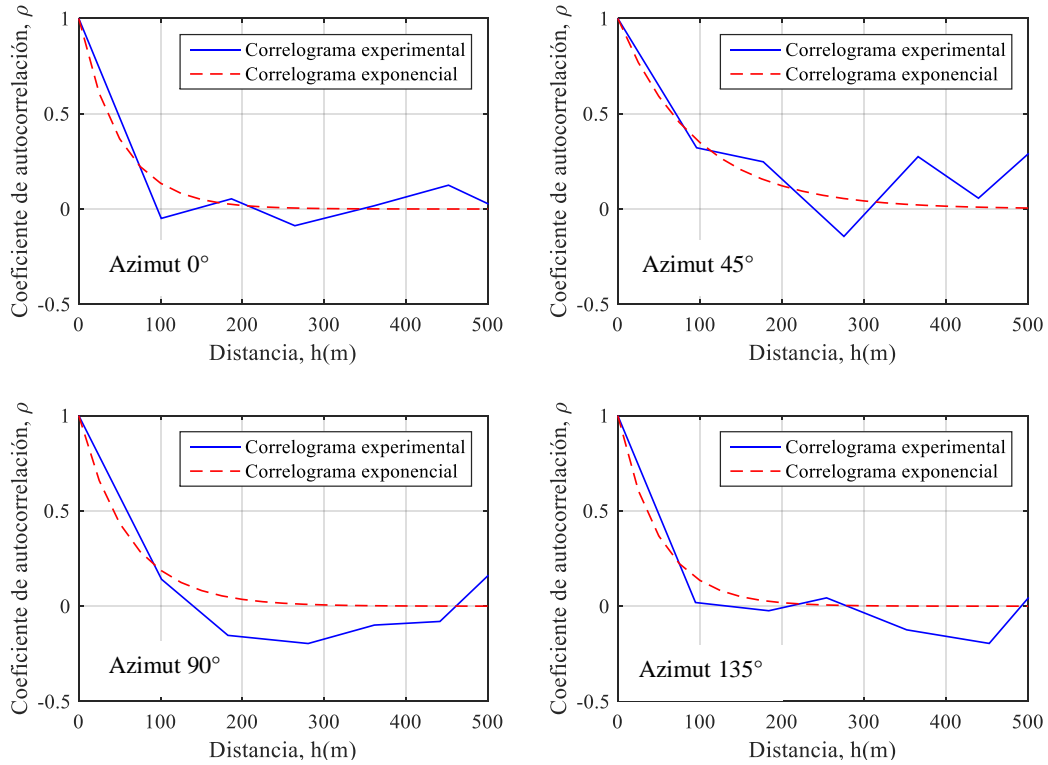 Coeficiente de autocorrelación, ρ
1
0.5
0
-0.5
Correlograma experimental
Correlograma exponencial
Azimut 0°
0 100 200 300 400 500
Distancia, h(m)
Coeficiente de autocorrelación, ρ
1
0.5
0
-0.5
Correlograma experimental
Correlograma exponencial
Azimut 45°
0 100 200 300 400 500
Distancia, h(m)
Coeficiente de autocorrelación, ρ
1
0.5
0
-0.5
Correlograma experimental
Correlograma exponencial
Azimut 90°
0 100 200 300 400 500
Distancia, h(m)
Coeficiente de autocorrelación, ρ
1
0.5
0
-0.5
Correlograma experimental
Correlograma exponencial
Azimut 135°
0 100 200 300 400 500
Distancia, h(m)